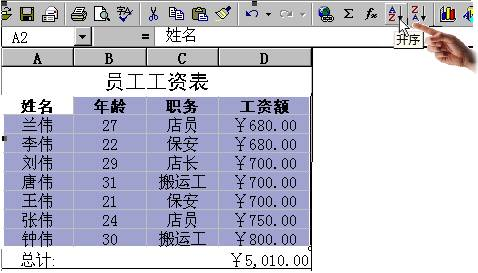 A2 = 姓名
升序
A B C D
员工工资表
姓名 年龄 职务 工资额
兰伟 27 店员 ￥680.00
李伟 22 保安 ￥680.00
刘伟 29 店长 ￥700.00
唐伟 31 搬运工 ￥700.00
王伟 21 保安 ￥700.00
张伟 24 店员 ￥750.00
钟伟 30 搬运工 ￥800.00
总计: ￥5,010.00